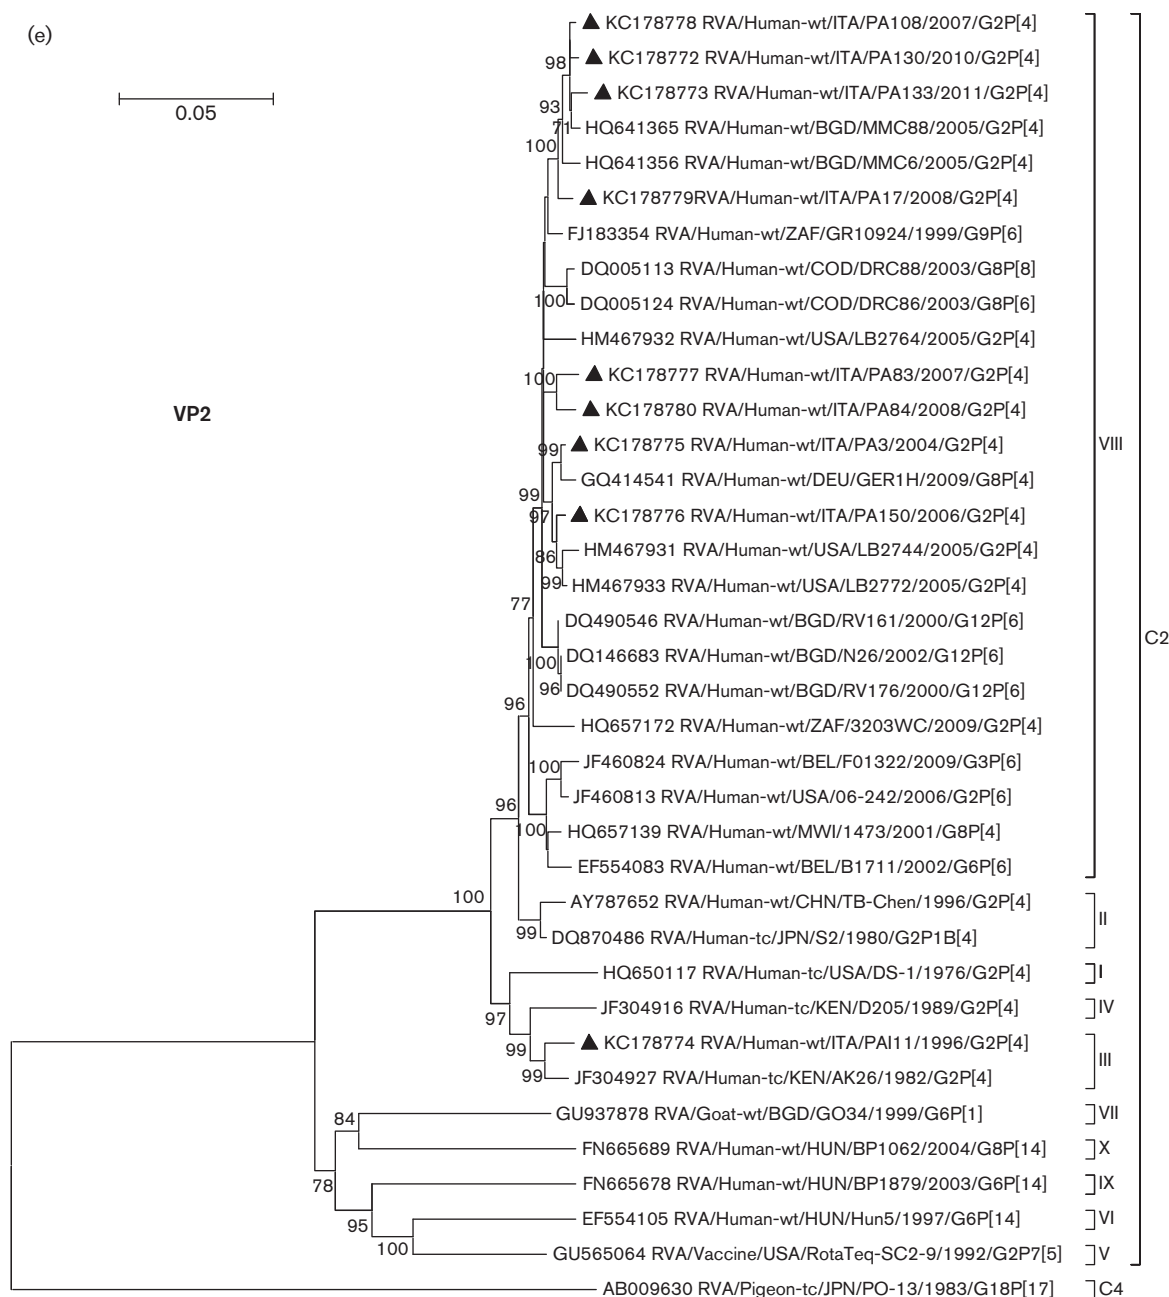 (e)
0.05
VP2
▲ KC178778 RVA/Human-wt/ITA/PA108/2007/G2P[4]
98 ▲ KC178772 RVA/Human-wt/ITA/PA130/2010/G2P[4]
▲ KC178773 RVA/Human-wt/ITA/PA133/2011/G2P[4]
93
71 HQ641365 RVA/Human-wt/BGD/MMC88/2005/G2P[4]
100
HQ641356 RVA/Human-wt/BGD/MMC6/2005/G2P[4]
▲ KC178779RVA/Human-wt/ITA/PA17/2008/G2P[4]
FJ183354 RVA/Human-wt/ZAF/GR10924/1999/G9P[6]
DQ005113 RVA/Human-wt/COD/DRC88/2003/G8P[8]
100 DQ005124 RVA/Human-wt/COD/DRC86/2003/G8P[6]
HM467932 RVA/Human-wt/USA/LB2764/2005/G2P[4]
100 ▲ KC178777 RVA/Human-wt/ITA/PA83/2007/G2P[4]
▲ KC178780 RVA/Human-wt/ITA/PA84/2008/G2P[4]
99 ▲ KC178775 RVA/Human-wt/ITA/PA3/2004/G2P[4]
VIII
GQ414541 RVA/Human-wt/DEU/GER1H/2009/G8P[4]
99
97 ▲ KC178776 RVA/Human-wt/ITA/PA150/2006/G2P[4]
86 HM467931 RVA/Human-wt/USA/LB2744/2005/G2P[4]
99 HM467933 RVA/Human-wt/USA/LB2772/2005/G2P[4]
77
DQ490546 RVA/Human-wt/BGD/RV161/2000/G12P[6]
C2
100 DQ146683 RVA/Human-wt/BGD/N26/2002/G12P[6]
96 DQ490552 RVA/Human-wt/BGD/RV176/2000/G12P[6]
96
HQ657172 RVA/Human-wt/ZAF/3203WC/2009/G2P[4]
100 JF460824 RVA/Human-wt/BEL/F01322/2009/G3P[6]
JF460813 RVA/Human-wt/USA/06-242/2006/G2P[6]
96
100 HQ657139 RVA/Human-wt/MWI/1473/2001/G8P[4]
EF554083 RVA/Human-wt/BEL/B1711/2002/G6P[6]
100
AY787652 RVA/Human-wt/CHN/TB-Chen/1996/G2P[4]
II
99 DQ870486 RVA/Human-tc/JPN/S2/1980/G2P1B[4]
HQ650117 RVA/Human-tc/USA/DS-1/1976/G2P[4] I
97
JF304916 RVA/Human-tc/KEN/D205/1989/G2P[4] IV
99 ▲ KC178774 RVA/Human-wt/ITA/PAI11/1996/G2P[4]
III
99 JF304927 RVA/Human-tc/KEN/AK26/1982/G2P[4]
84 GU937878 RVA/Goat-wt/BGD/GO34/1999/G6P[1] VII
FN665689 RVA/Human-wt/HUN/BP1062/2004/G8P[14] X
78 FN665678 RVA/Human-wt/HUN/BP1879/2003/G6P[14] IX
95 EF554105 RVA/Human-wt/HUN/Hun5/1997/G6P[14] VI
100 GU565064 RVA/Vaccine/USA/RotaTeq-SC2-9/1992/G2P7[5] V
AB009630 RVA/Pigeon-tc/JPN/PO-13/1983/G18P[17] C4